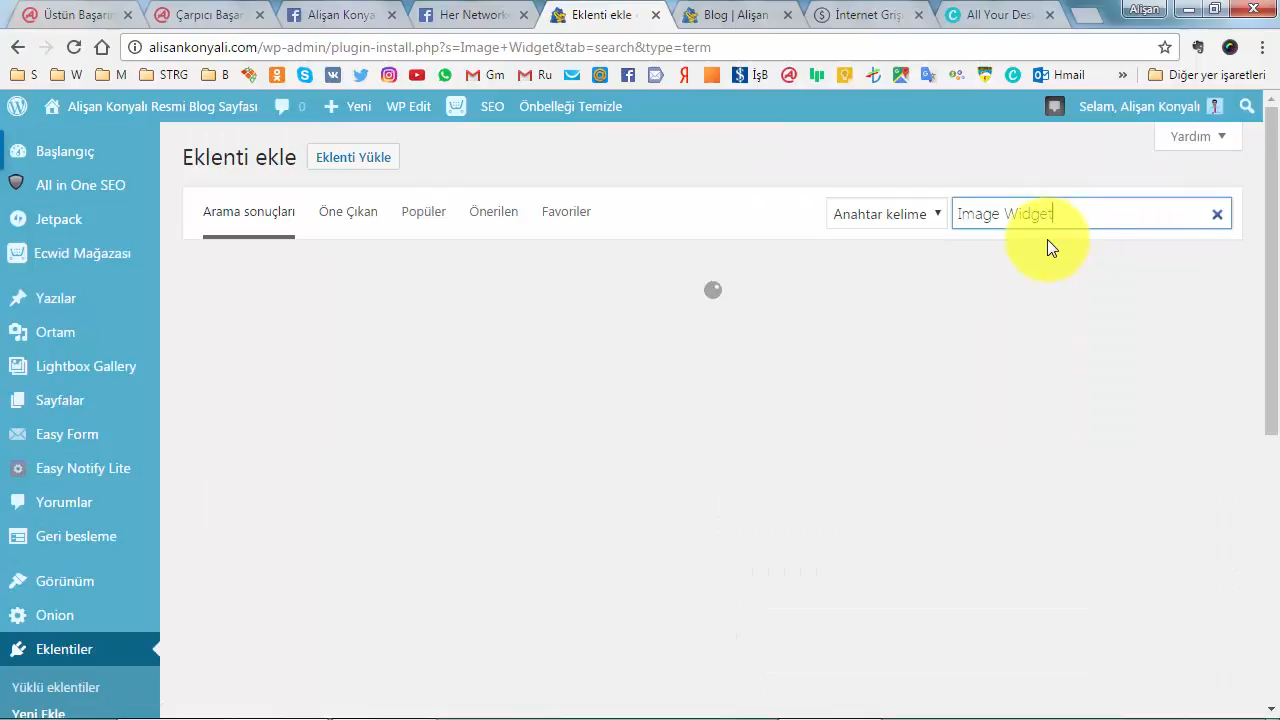 Üstün Başarın
Çarpıcı Başar
Alişan Konya
Her Network
Eklenti ekle
Blog | Alişan
İnternet Griş
All Your Des
Alişan
alisankonyali.com/wp-admin/plugin-install.php?s=Image+Widget&tab=search&type=term
S
W
M
STRG
B
Gm
Ru
İşB
Hmail
»
Diğer yer işaretleri
Alişan Konyalı Resmi Blog Sayfası
0
Yeni
WP Edit
SEO
Önbelleği Temizle
Selam, Alişan Konyalı
Başlangıç
All in One SEO
Jetpack
Ecwid Mağazası
Yazılar
Ortam
Lightbox Gallery
Sayfalar
Easy Form
Easy Notify Lite
Yorumlar
Geri besleme
Görünüm
Onion
Eklentiler
Yüklü eklentiler
Yeni Ekle
Yardım
Eklenti ekle
Eklenti Yükle
Arama sonuçları
Öne Çıkan
Popüler
Önerilen
Favoriler
Anahtar kelime
Image Widget